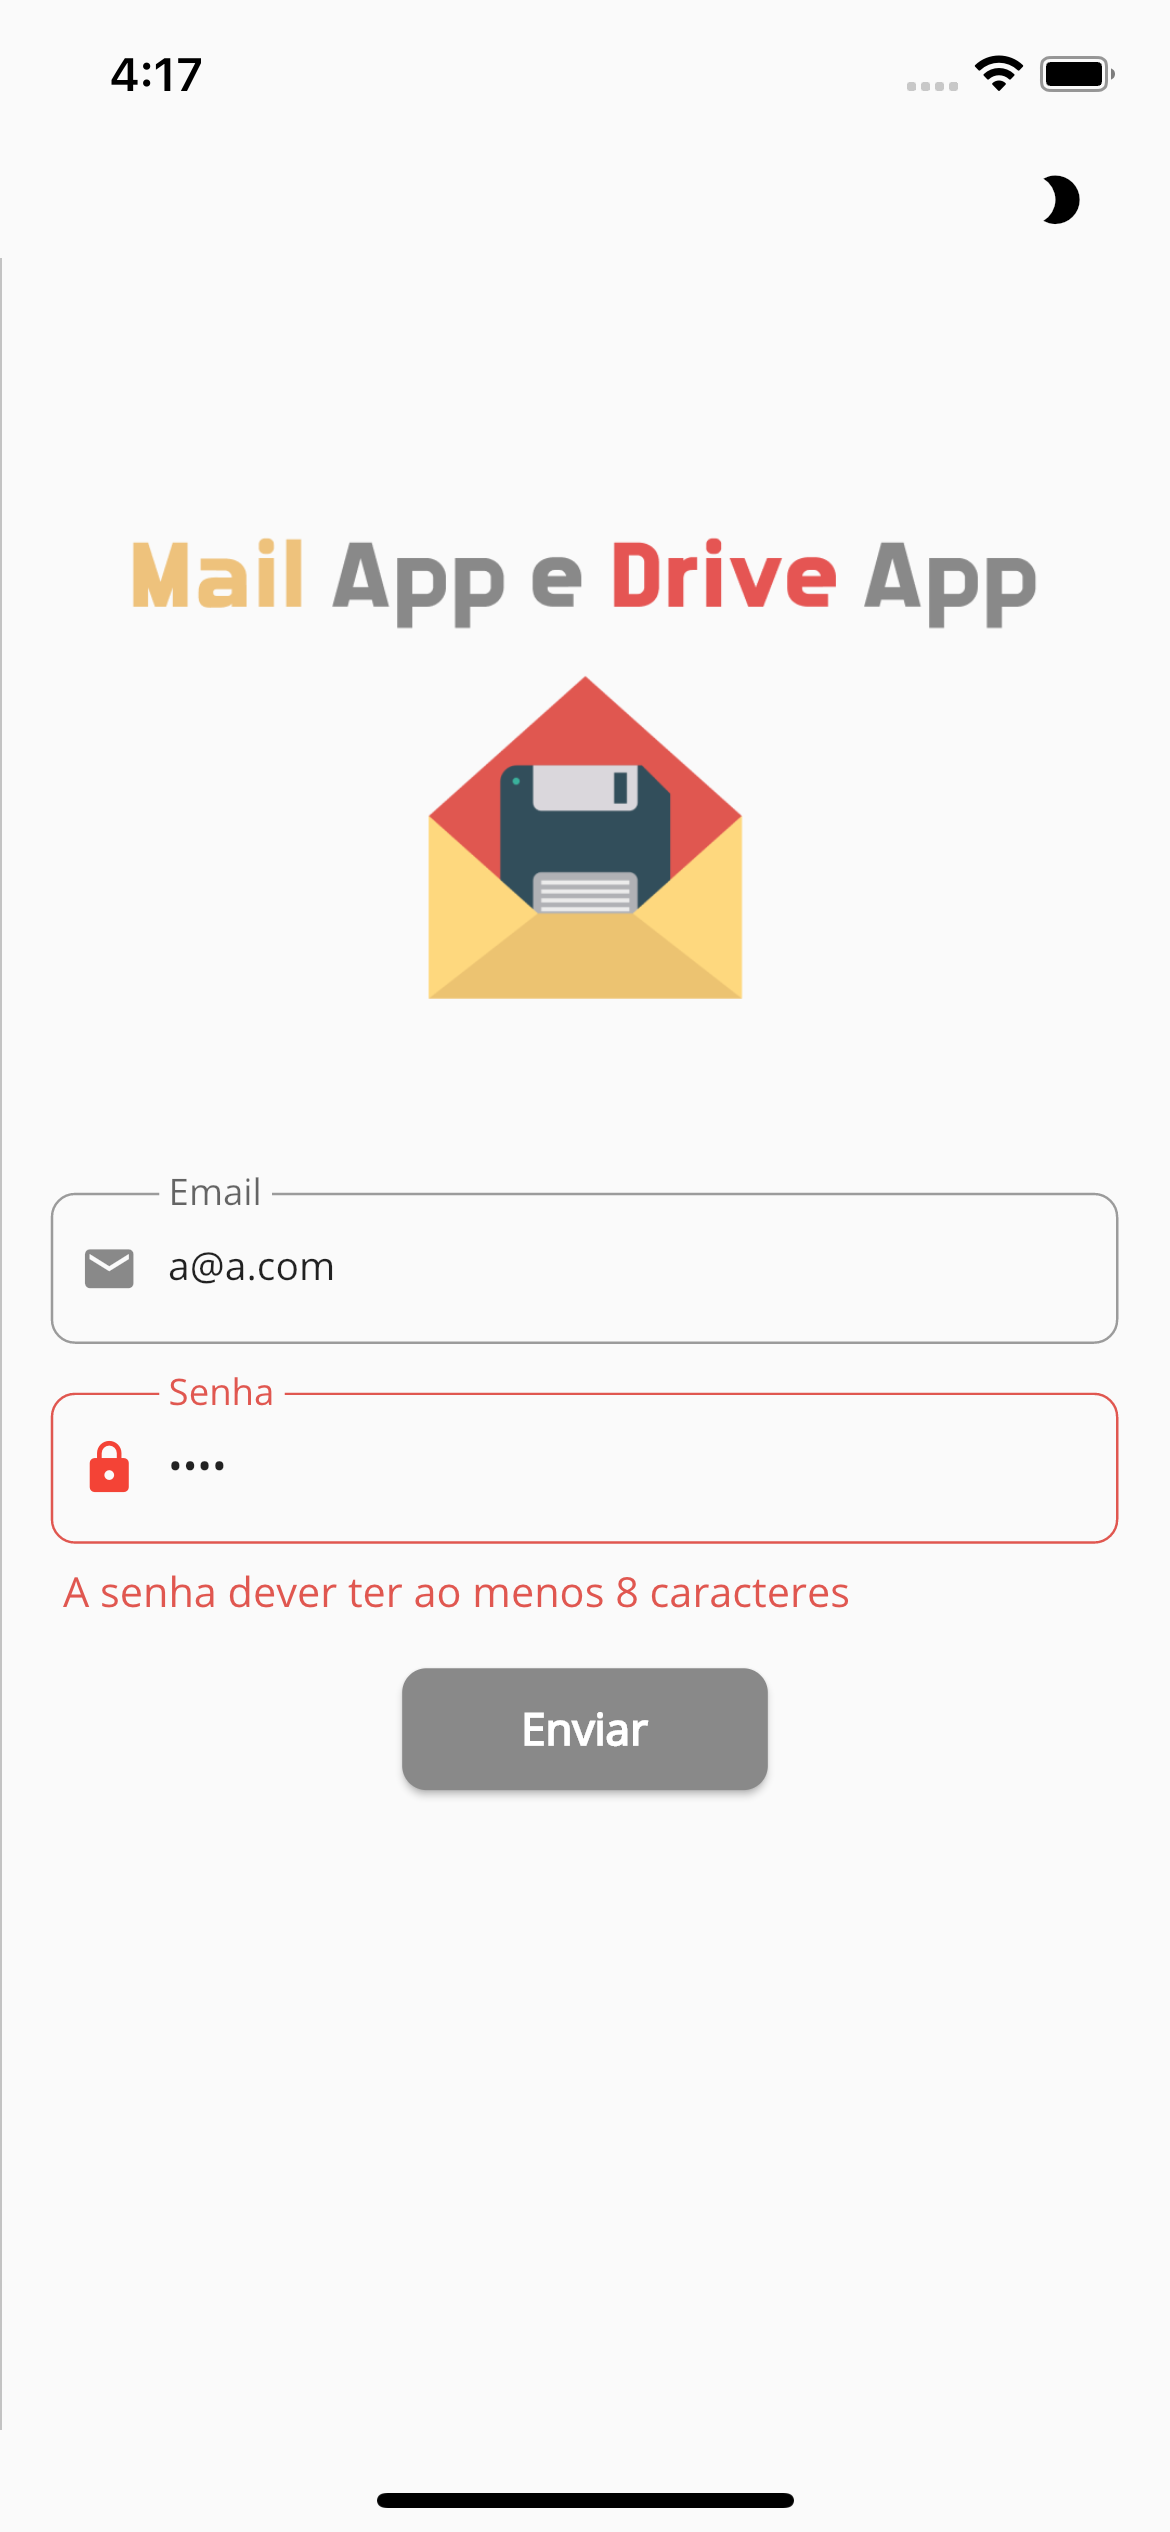 4:17
Mail App e Drive App
Email
a@a.com
Senha
••••
A senha dever ter ao menos 8 caracteres
Enviar